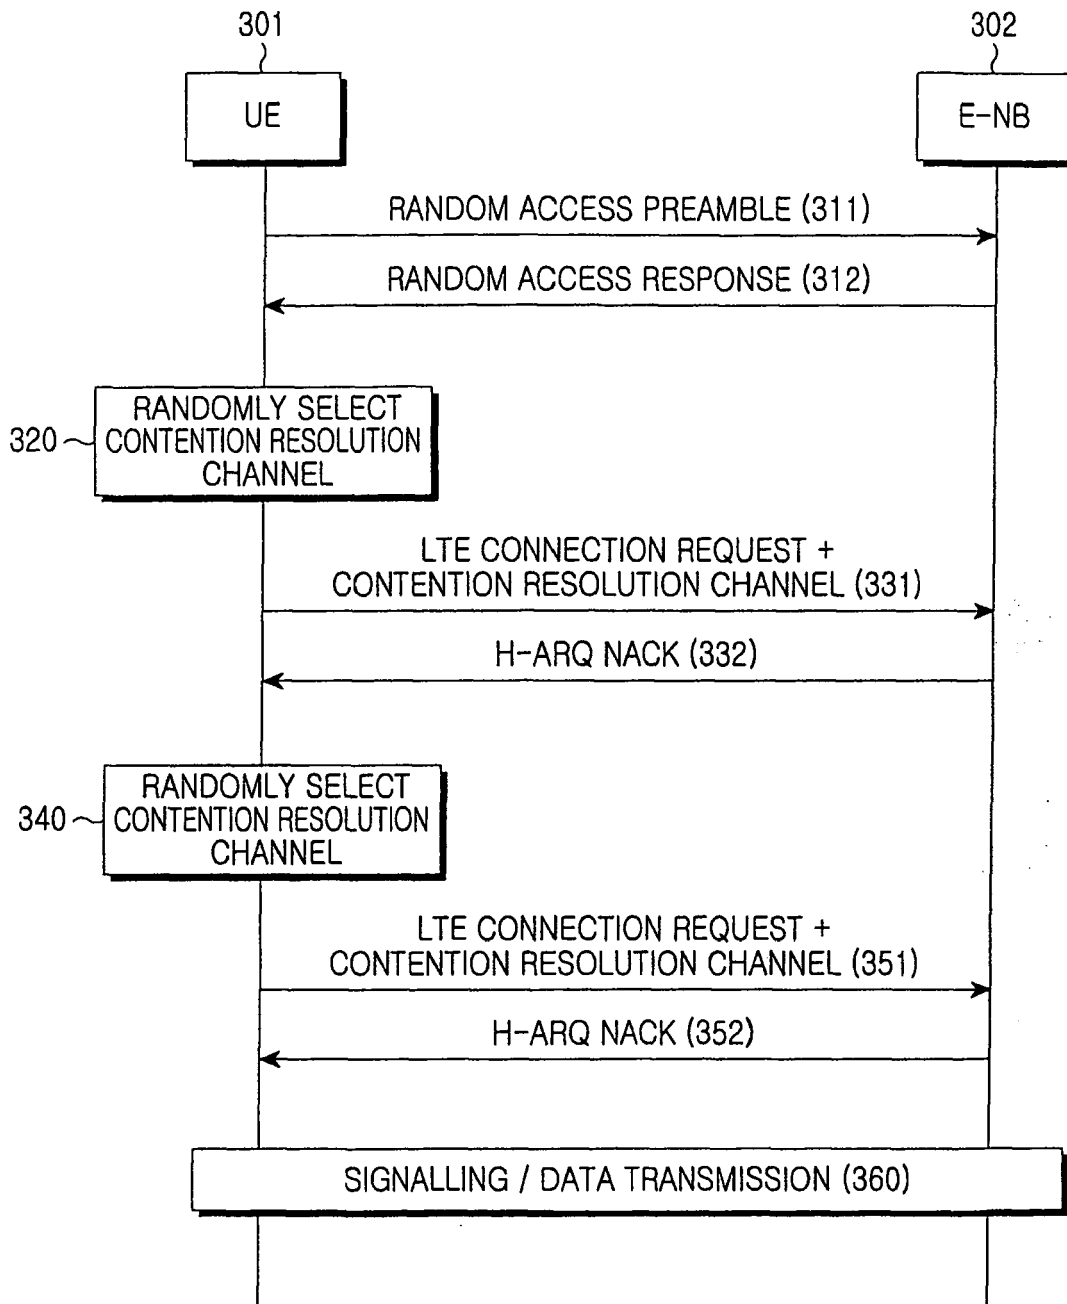 301
302
UE
E-NB
RANDOM ACCESS PREAMBLE (311)
RANDOM ACCESS RESPONSE (312)
320
RANDOMLY SELECT
CONTENTION RESOLUTION
CHANNEL
LTE CONNECTION REQUEST +
CONTENTION RESOLUTION CHANNEL (331)
H-ARQ NACK (332)
340
RANDOMLY SELECT
CONTENTION RESOLUTION
CHANNEL
LTE CONNECTION REQUEST +
CONTENTION RESOLUTION CHANNEL (351)
H-ARQ NACK (352)
SIGNALLING / DATA TRANSMISSION (360)